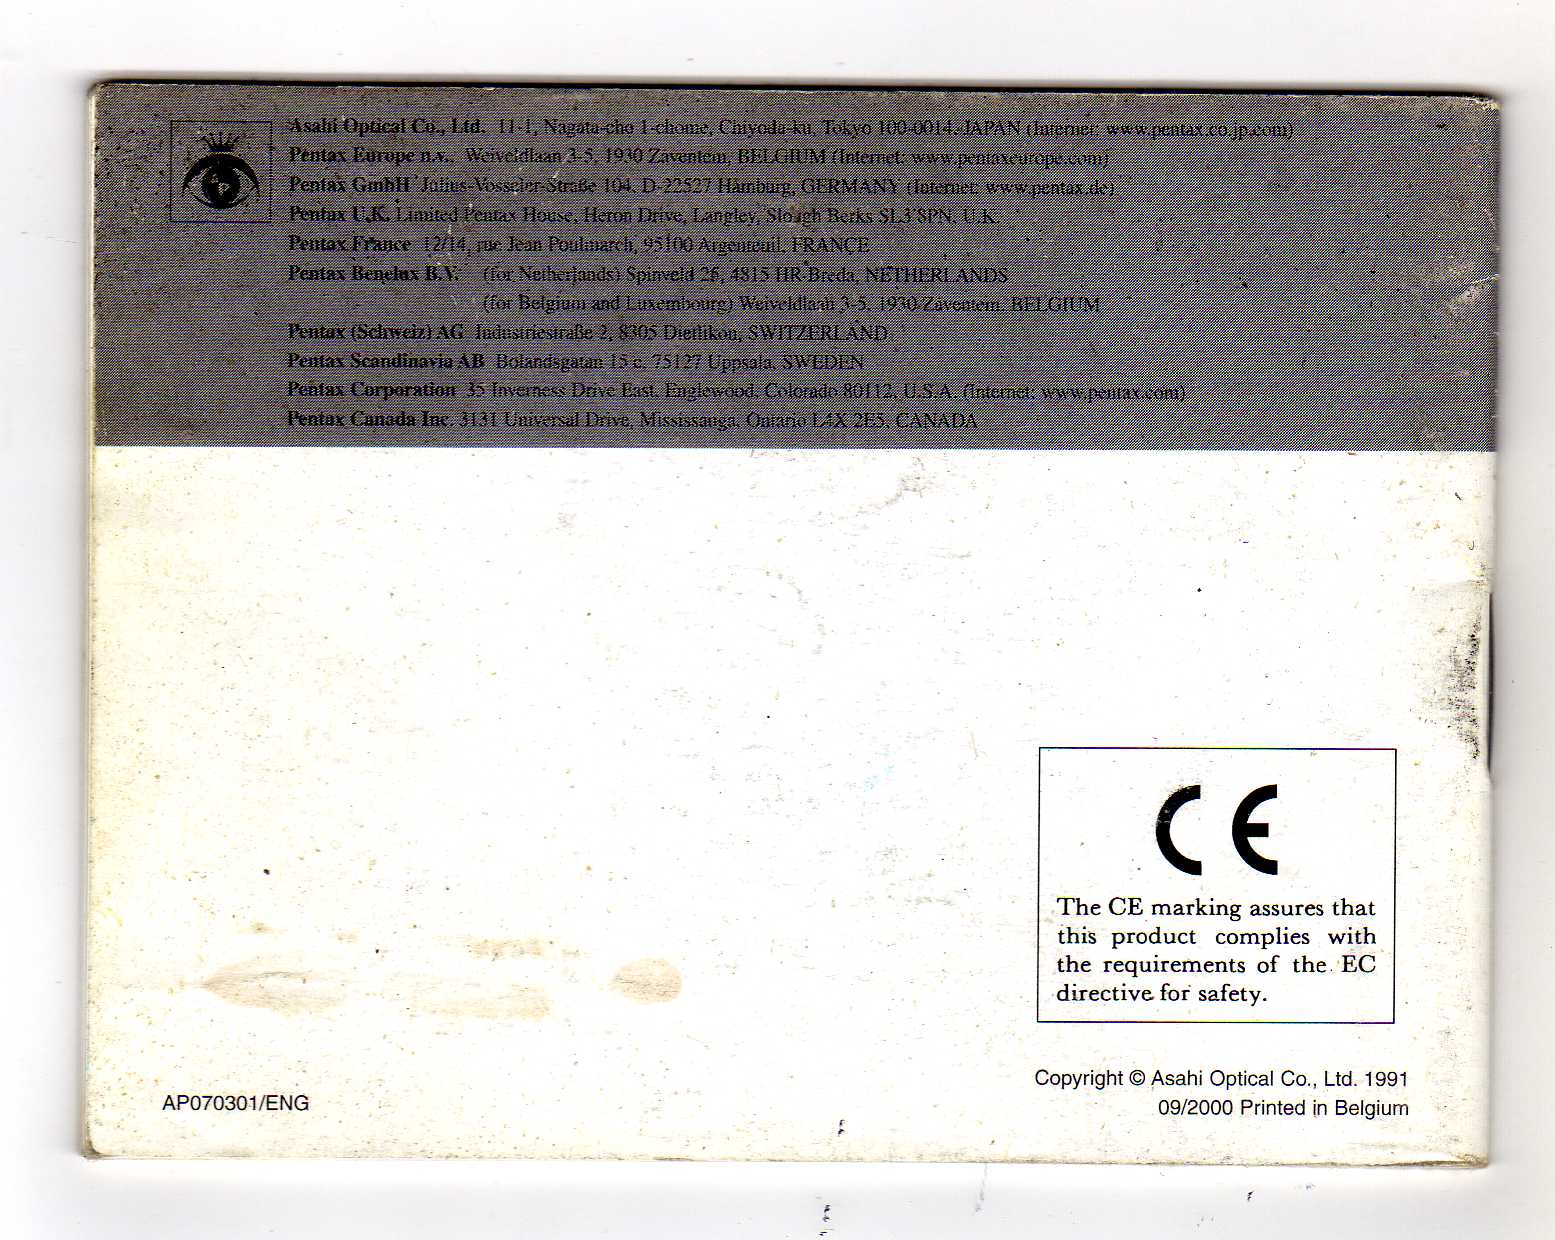 Asahi Optical Co., Ltd. 11-1, Nagata-cho 1-chome, Chiyoda-ku, Tokyo 100-0014, JAPAN (Internet: www.pentax.co.jp.com)
Pentax Europe n.v. Weiveldlaan 3-5, 1930 Zaventem, BELGIUM (Internet: www.pentaxeurope.com)
Pentax GmbH Julius-Vosseler-Straße 104, D-22527 Hamburg, GERMANY (Internet: www.pentax.de)
Pentax U.K. Limited Pentax House, Heron Drive, Langley, Slough Berks SL3 8PN, U.K.
Pentax France 12/14, rue Jean Poulmarch, 95100 Argenteuil, FRANCE
Pentax Benelux B.V. (for Netherlands) Spinveld 26, 4815 HR Breda, NETHERLANDS
(for Belgium and Luxembourg) Weiveldlaan 3-5, 1930 Zaventem, BELGIUM
Pentax (Schweiz) AG Industriestraße 2, 8305 Dietlikon, SWITZERLAND
Pentax Scandinavia AB Bolandsgatan 15 c, 75127 Uppsala, SWEDEN
Pentax Corporation 35 Inverness Drive East, Englewood, Colorado 80112, U.S.A. (Internet: www.pentax.com)
Pentax Canada Inc. 3131 Universal Drive, Mississauga, Ontario L4X 2E5, CANADA
CE
The CE marking assures that
this product complies with
the requirements of the EC
directive for safety.
Copyright © Asahi Optical Co., Ltd. 1991
09/2000 Printed in Belgium
AP070301/ENG